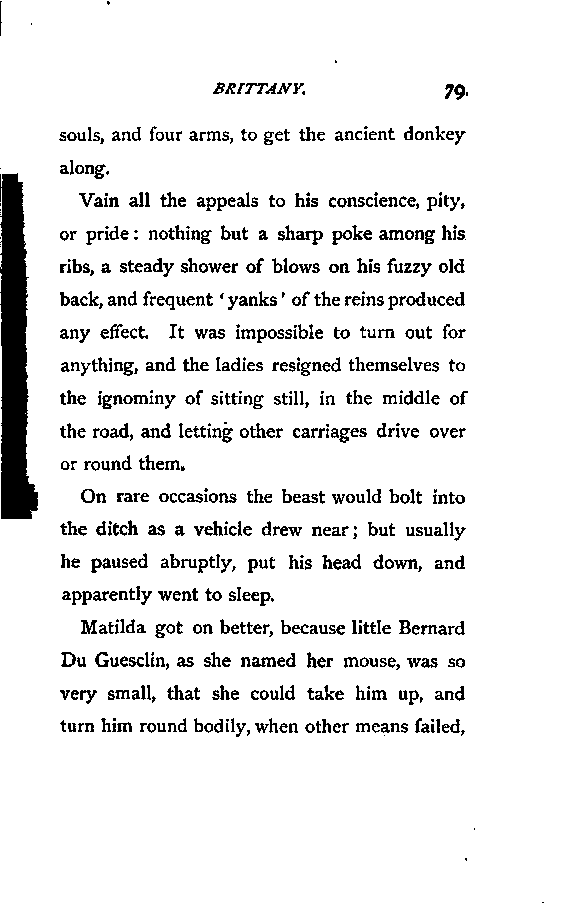 BRITTANY. 79.
souls, and four arms, to get the ancient donkey
along.
Vain all the appeals to his conscience, pity,
or pride : nothing but a sharp poke among his
ribs, a steady shower of blows on his fuzzy old
back, and frequent ‘ yanks ’ of the reins produced
any effect. It was impossible to turn out for
anything, and the ladies resigned themselves to
the ignominy of sitting still, in the middle of
the road, and letting other carriages drive over
or round them.
On rare occasions the beast would bolt into
the ditch as a vehicle drew near ; but usually
he paused abruptly, put his head down, and
apparently went to sleep.
Matilda got on better, because little Bernard
Du Guesclin, as she named her mouse, was so
very small, that she could take him up, and
turn him round bodily, when other means failed,